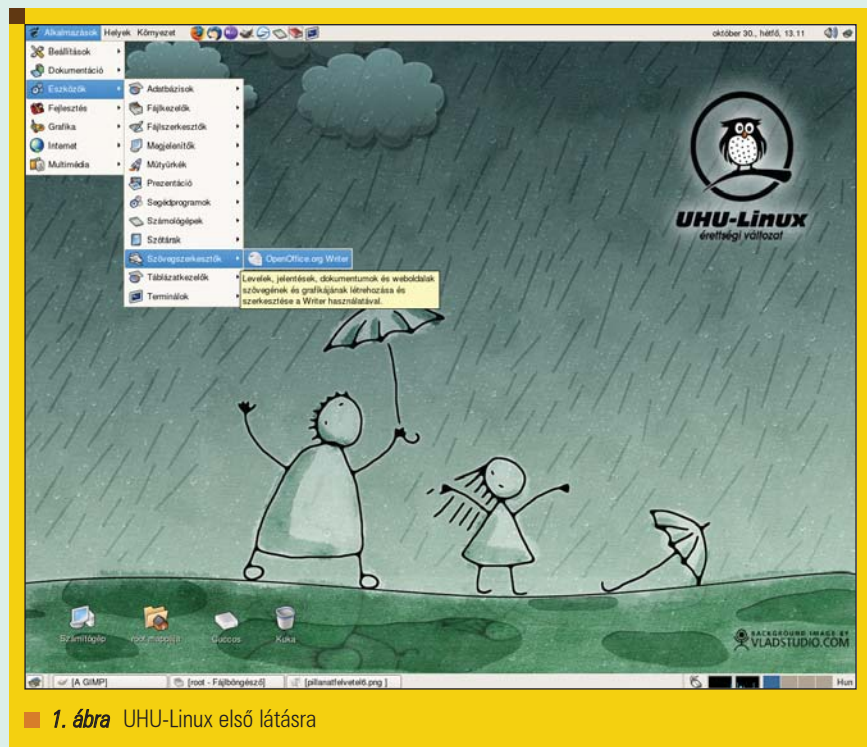 Alkalmazások Helyek Környezet
október 30., hétfő, 13.11
Beállítások
Dokumentáció
Eszközök
Fejlesztés
Grafika
Internet
Multimédia
Adatbázisok
Fájlkezelők
Fájlszerkesztők
Megjelenítők
Mütyürkék
Prezentáció
Segédprogramok
Számológépek
Szótárak
Szövegszerkesztők
Táblázatkezelők
Terminálok
OpenOffice.org Writer
Levelek, jelentések, dokumentumok és weboldalak
szövegének és grafikájának létrehozása és
szerkesztése a Writer használatával.
UHU-Linux
érettségi változat
Számítógép
root mappája
Cuccos
Kuka
BACKGROUND IMAGE BY
VLADSTUDIO.COM
[A GIMP]
[root - Fájlböngésző]
[pillanatfelvetel6.png ]
Hun
1. ábra UHU-Linux első látásra